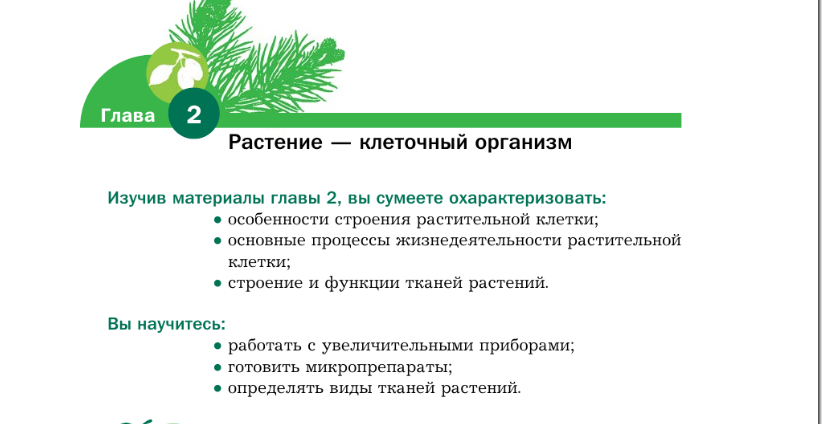 Глава 2
Растение — клеточный организм
Изучив материалы главы 2, вы сумеете охарактеризовать:
● особенности строения растительной клетки;
● основные процессы жизнедеятельности растительной
клетки;
● строение и функции тканей растений.
Вы научитесь:
● работать с увеличительными приборами;
● готовить микропрепараты;
● определять виды тканей растений.